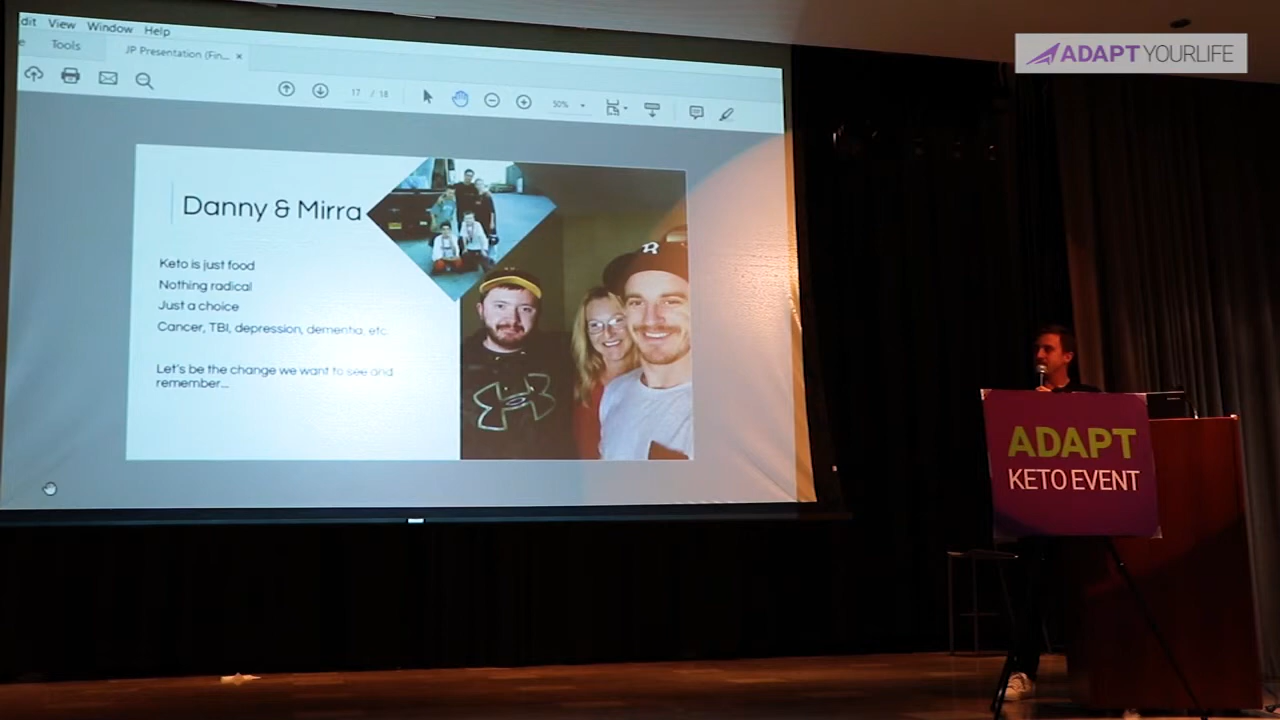 dit View Window Help
e Tools JP Presentation (Fin... ×
17 / 18 50%
ADAPTYOURLIFE
Danny & Mirra
Keto is just food
Nothing radical
Just a choice
Cancer, TBI, depression, dementia, etc.
Let's be the change we want to see and
remember...
R
ADAPT
KETO EVENT